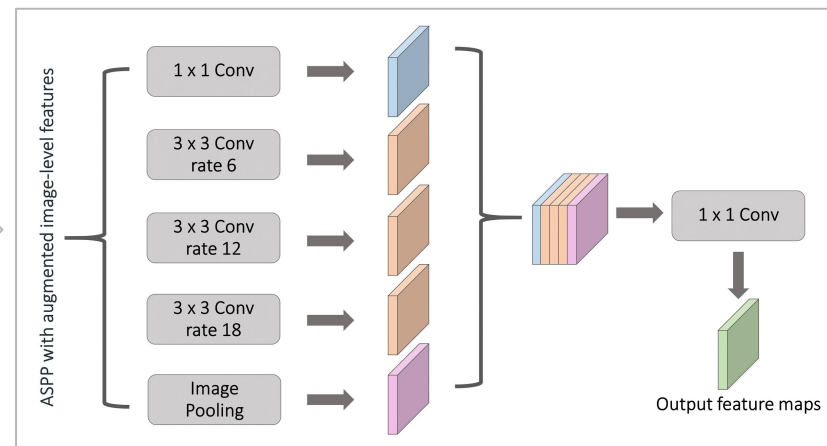 ASPP with augmented image-level features
1 x 1 Conv
3 x 3 Conv
rate 6
3 x 3 Conv
rate 12
3 x 3 Conv
rate 18
Image
Pooling
1 x 1 Conv
Output feature maps